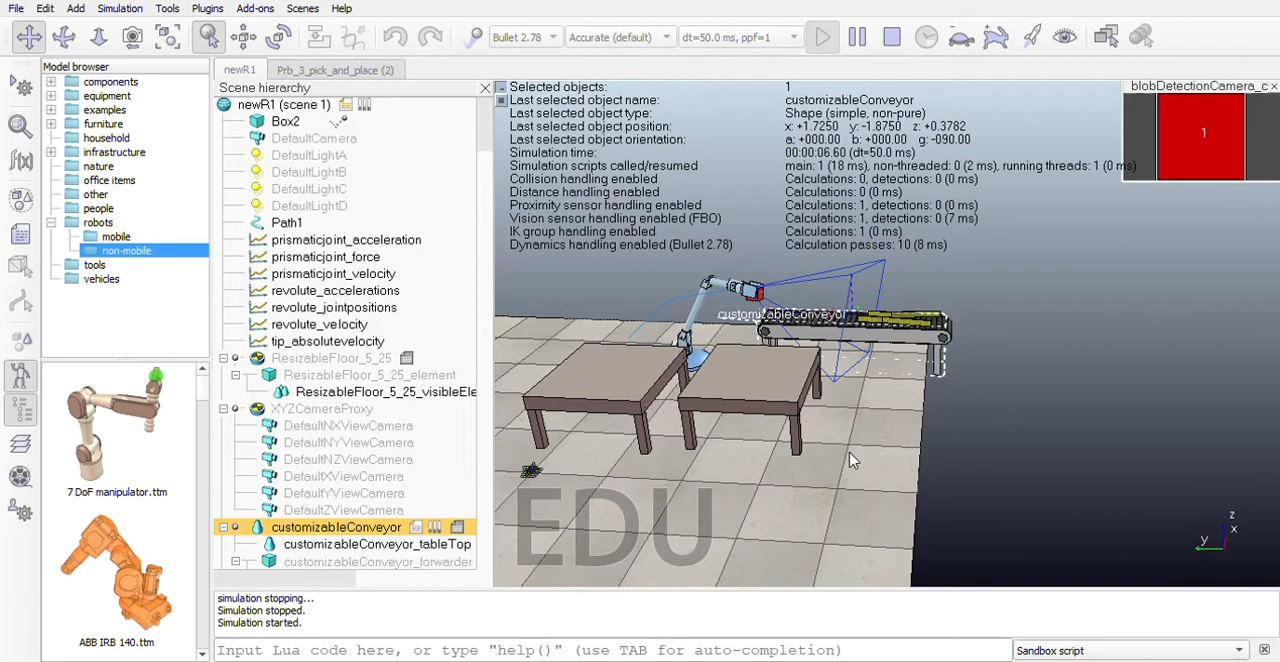 File Edit Add Simulation Tools Plugins Add-ons Scenes Help
Bullet 2.78 Accurate (default) dt=50.0 ms, ppf=1
Model browser
components
equipment
examples
furniture
household
infrastructure
nature
office items
other
people
robots
mobile
non-mobile
tools
vehicles
7 DoF manipulator.ttm
ABB IRB 140.ttm
newR1 Prb_3_pick_and_place (2)
Scene hierarchy
newR1 (scene 1)
Box2
DefaultCamera
DefaultLightA
DefaultLightB
DefaultLightC
DefaultLightD
Path1
prismaticjoint_acceleration
prismaticjoint_force
prismaticjoint_velocity
revolute_accelerations
revolute_jointpositions
revolute_velocity
tip_absolutevelocity
ResizableFloor_5_25
ResizableFloor_5_25_element
ResizableFloor_5_25_visibleEle
XYZCameraProxy
DefaultNXViewCamera
DefaultNYViewCamera
DefaultNZViewCamera
DefaultXViewCamera
DefaultYViewCamera
DefaultZViewCamera
customizableConveyor
customizableConveyor_tableTop
customizableConveyor_forwarder
Selected objects: 1
Last selected object name: customizableConveyor
Last selected object type: Shape (simple, non-pure)
Last selected object position: x: +1.7250 y: -1.8750 z: +0.3782
Last selected object orientation: a: +000.00 b: +000.00 g: -090.00
Simulation time: 00:00:06.60 (dt=50.0 ms)
Simulation scripts called/resumed main: 1 (18 ms), non-threaded: 0 (2 ms), running threads: 1 (0 ms)
Collision handling enabled Calculations: 0, detections: 0 (0 ms)
Distance handling enabled Calculations: 0 (0 ms)
Proximity sensor handling enabled Calculations: 1, detections: 0 (0 ms)
Vision sensor handling enabled (FBO) Calculations: 1, detections: 0 (7 ms)
IK group handling enabled Calculations: 1 (0 ms)
Dynamics handling enabled (Bullet 2.78) Calculation passes: 10 (8 ms)
blobDetectionCamera_c
1
customizableConveyor
EDU
z
x
y
simulation stopping...
Simulation stopped.
Simulation started.
Input Lua code here, or type "help()" (use TAB for auto-completion) Sandbox script